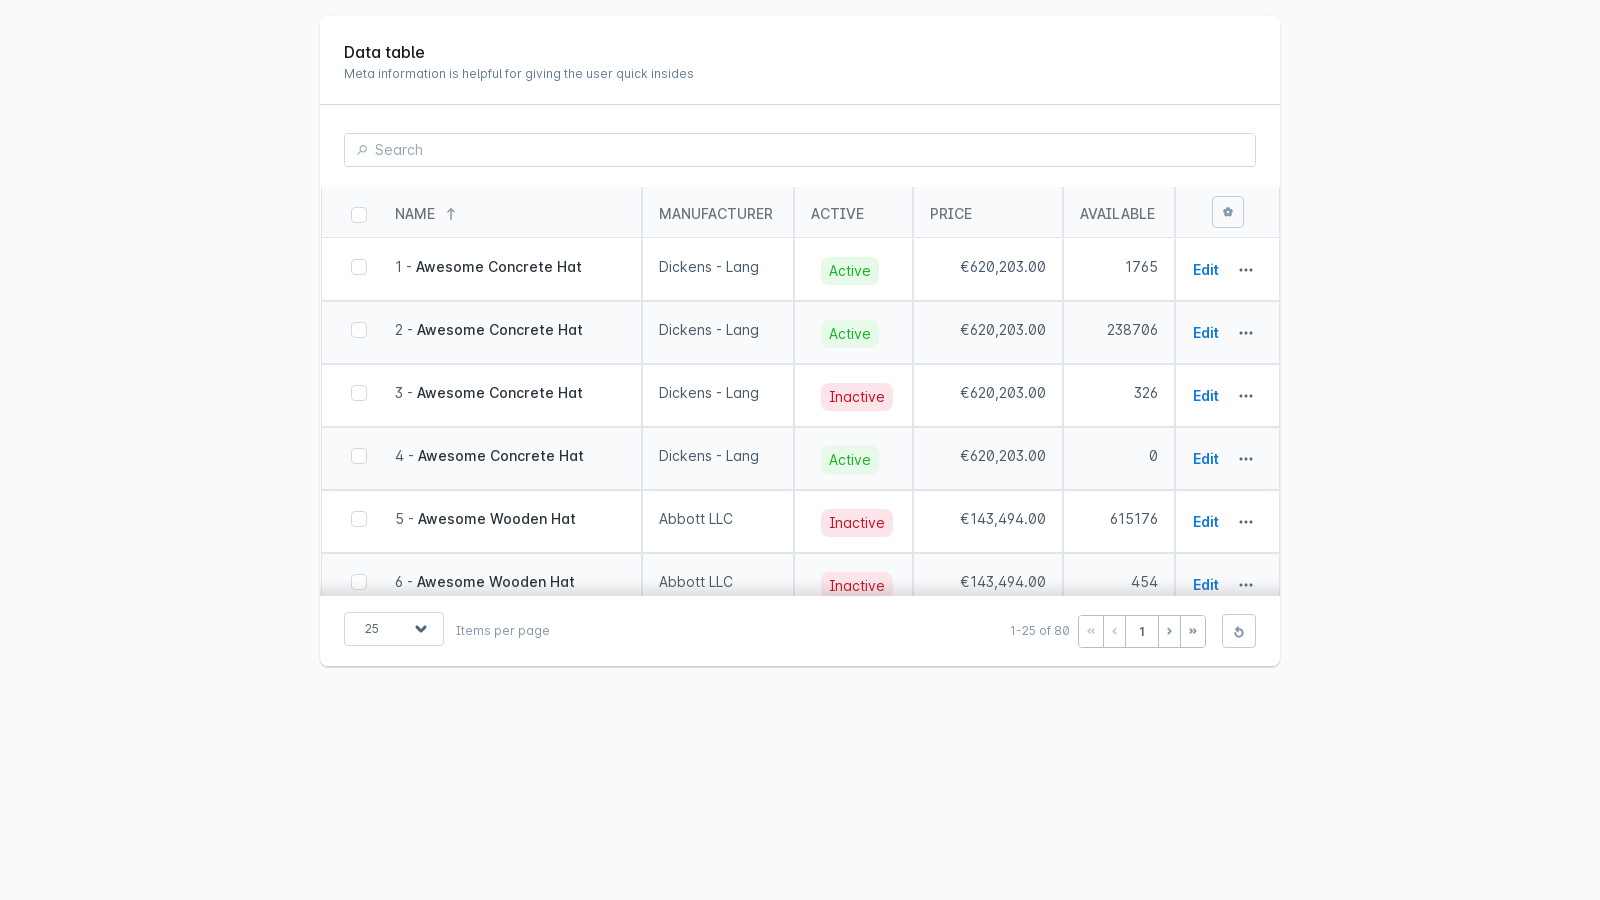 Data table
Meta information is helpful for giving the user quick insides
Search
NAME MANUFACTURER ACTIVE PRICE AVAILABLE
1 - Awesome Concrete Hat Dickens - Lang Active €620,203.00 1765 Edit
2 - Awesome Concrete Hat Dickens - Lang Active €620,203.00 238706 Edit
3 - Awesome Concrete Hat Dickens - Lang Inactive €620,203.00 326 Edit
4 - Awesome Concrete Hat Dickens - Lang Active €620,203.00 0 Edit
5 - Awesome Wooden Hat Abbott LLC Inactive €143,494.00 615176 Edit
6 - Awesome Wooden Hat Abbott LLC Inactive €143,494.00 454 Edit
25 Items per page 1-25 of 80 « ‹ 1 › »